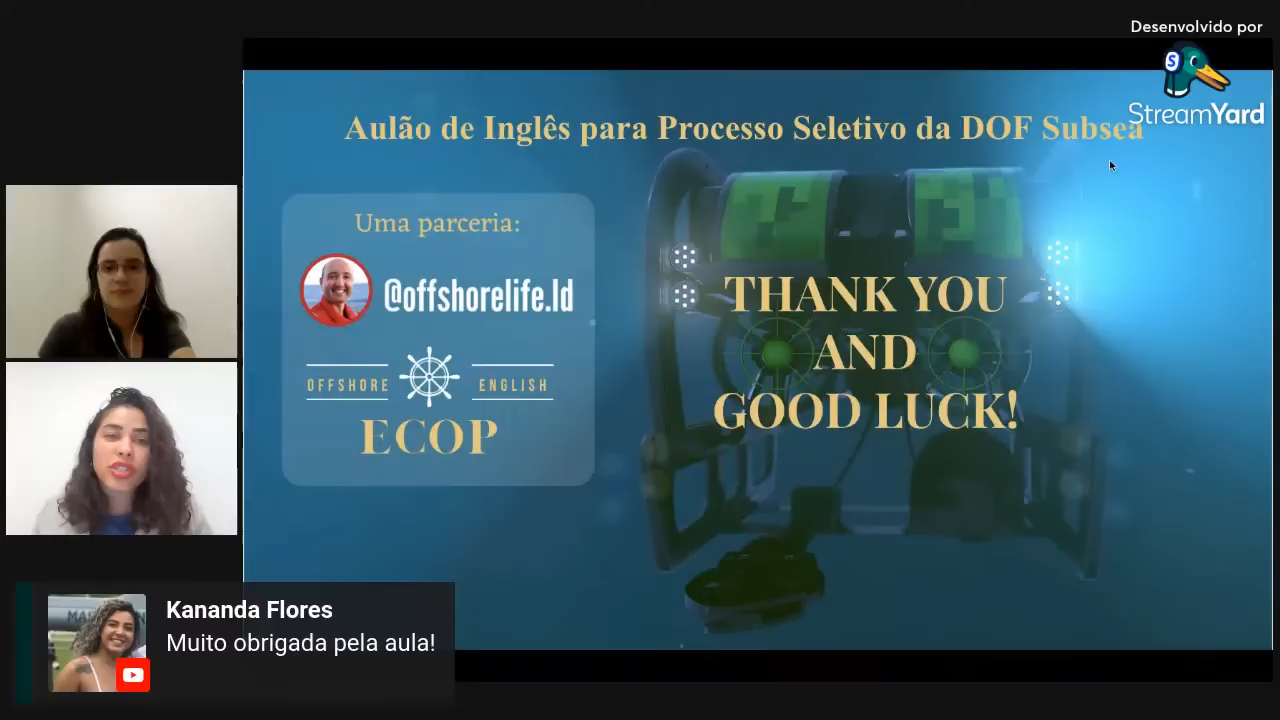 Desenvolvido por
StreamYard
Aulão de Inglês para Processo Seletivo da DOF Subsea
Uma parceria:
@offshorelife.ld
OFFSHORE ENGLISH
ECOP
THANK YOU
AND
GOOD LUCK!
Kananda Flores
Muito obrigada pela aula!